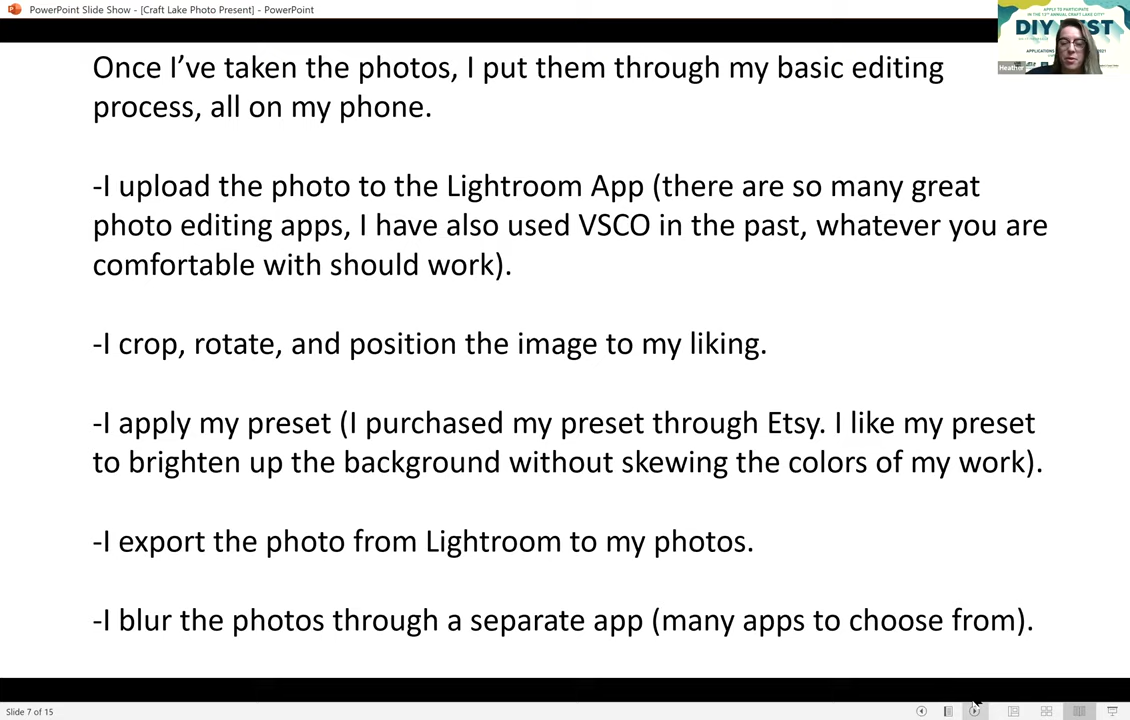 PowerPoint Slide Show - [Craft Lake Photo Present] - PowerPoint
APPLY TO PARTICIPATE
DIY FEST
Heather
Once I've taken the photos, I put them through my basic editing
process, all on my phone.
-I upload the photo to the Lightroom App (there are so many great
photo editing apps, I have also used VSCO in the past, whatever you are
comfortable with should work).
-I crop, rotate, and position the image to my liking.
-I apply my preset (I purchased my preset through Etsy. I like my preset
to brighten up the background without skewing the colors of my work).
-I export the photo from Lightroom to my photos.
-I blur the photos through a separate app (many apps to choose from).
Slide 7 of 15